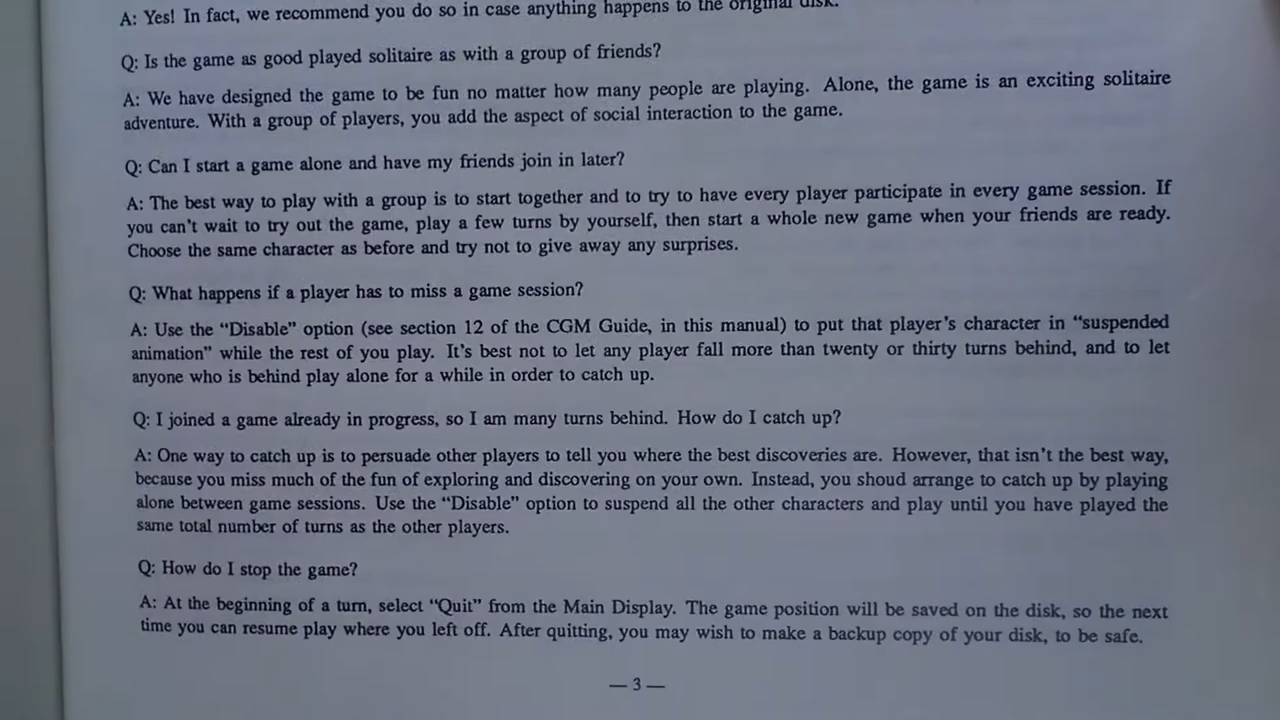 A: Yes! In fact, we recommend you do so in case anything happens to the original disk.
Q: Is the game as good played solitaire as with a group of friends?
A: We have designed the game to be fun no matter how many people are playing. Alone, the game is an exciting solitaire
adventure. With a group of players, you add the aspect of social interaction to the game.
Q: Can I start a game alone and have my friends join in later?
A: The best way to play with a group is to start together and to try to have every player participate in every game session. If
you can't wait to try out the game, play a few turns by yourself, then start a whole new game when your friends are ready.
Choose the same character as before and try not to give away any surprises.
Q: What happens if a player has to miss a game session?
A: Use the “Disable” option (see section 12 of the CGM Guide, in this manual) to put that player's character in “suspended
animation” while the rest of you play. It's best not to let any player fall more than twenty or thirty turns behind, and to let
anyone who is behind play alone for a while in order to catch up.
Q: I joined a game already in progress, so I am many turns behind. How do I catch up?
A: One way to catch up is to persuade other players to tell you where the best discoveries are. However, that isn't the best way,
because you miss much of the fun of exploring and discovering on your own. Instead, you shoud arrange to catch up by playing
alone between game sessions. Use the “Disable” option to suspend all the other characters and play until you have played the
same total number of turns as the other players.
Q: How do I stop the game?
A: At the beginning of a turn, select “Quit” from the Main Display. The game position will be saved on the disk, so the next
time you can resume play where you left off. After quitting, you may wish to make a backup copy of your disk, to be safe.
— 3 —